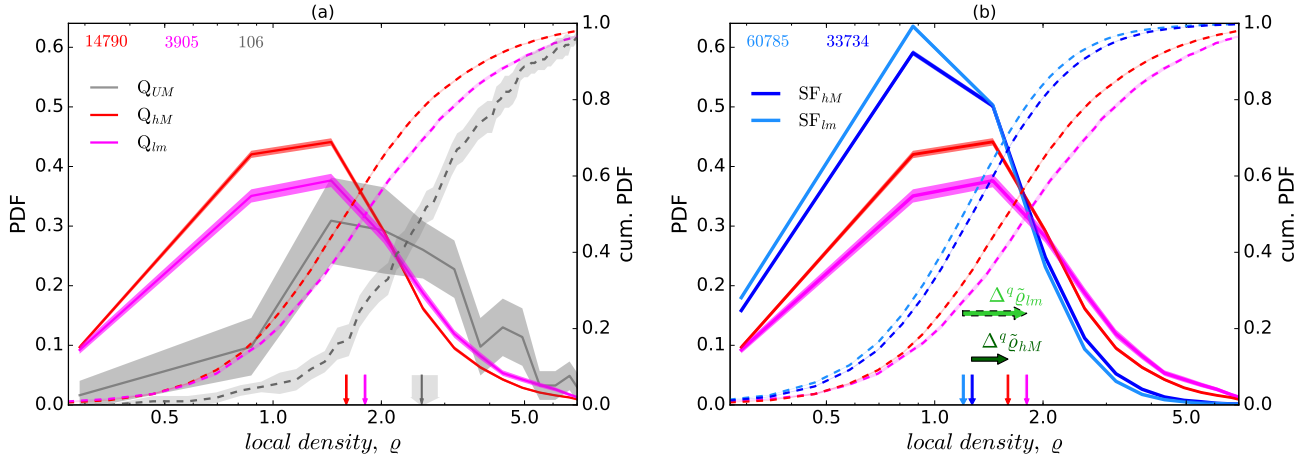 (a)
14790 3905 106
Q_UM
Q_hM
Q_lm
PDF
0.6
0.5
0.4
0.3
0.2
0.1
0.0
1.0
0.8
0.6
0.4
0.2
0.0
cum. PDF
0.5 1.0 2.0 5.0
local density, ϱ
(b)
60785 33734
SF_hM
SF_lm
Δ^q ϱ̃_lm
Δ^q ϱ̃_hM
PDF
0.6
0.5
0.4
0.3
0.2
0.1
0.0
1.0
0.8
0.6
0.4
0.2
0.0
cum. PDF
0.5 1.0 2.0 5.0
local density, ϱ